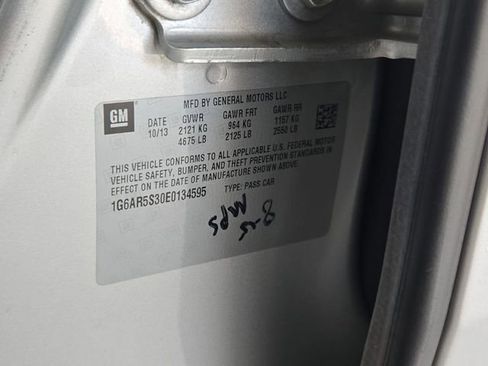 GM
MFD BY GENERAL MOTORS LLC
DATE GVWR GAWR FRT GAWR RR
10/13 2121 KG 964 KG 1157 KG
4675 LB 2125 LB 2550 LB
THIS VEHICLE CONFORMS TO ALL APPLICABLE U.S. FEDERAL MOTOR
VEHICLE SAFETY, BUMPER, AND THEFT PREVENTION STANDARDS IN
EFFECT ON THE DATE OF MANUFACTURE SHOWN ABOVE.
1G6AR5S30E0134595 TYPE: PASS CAR